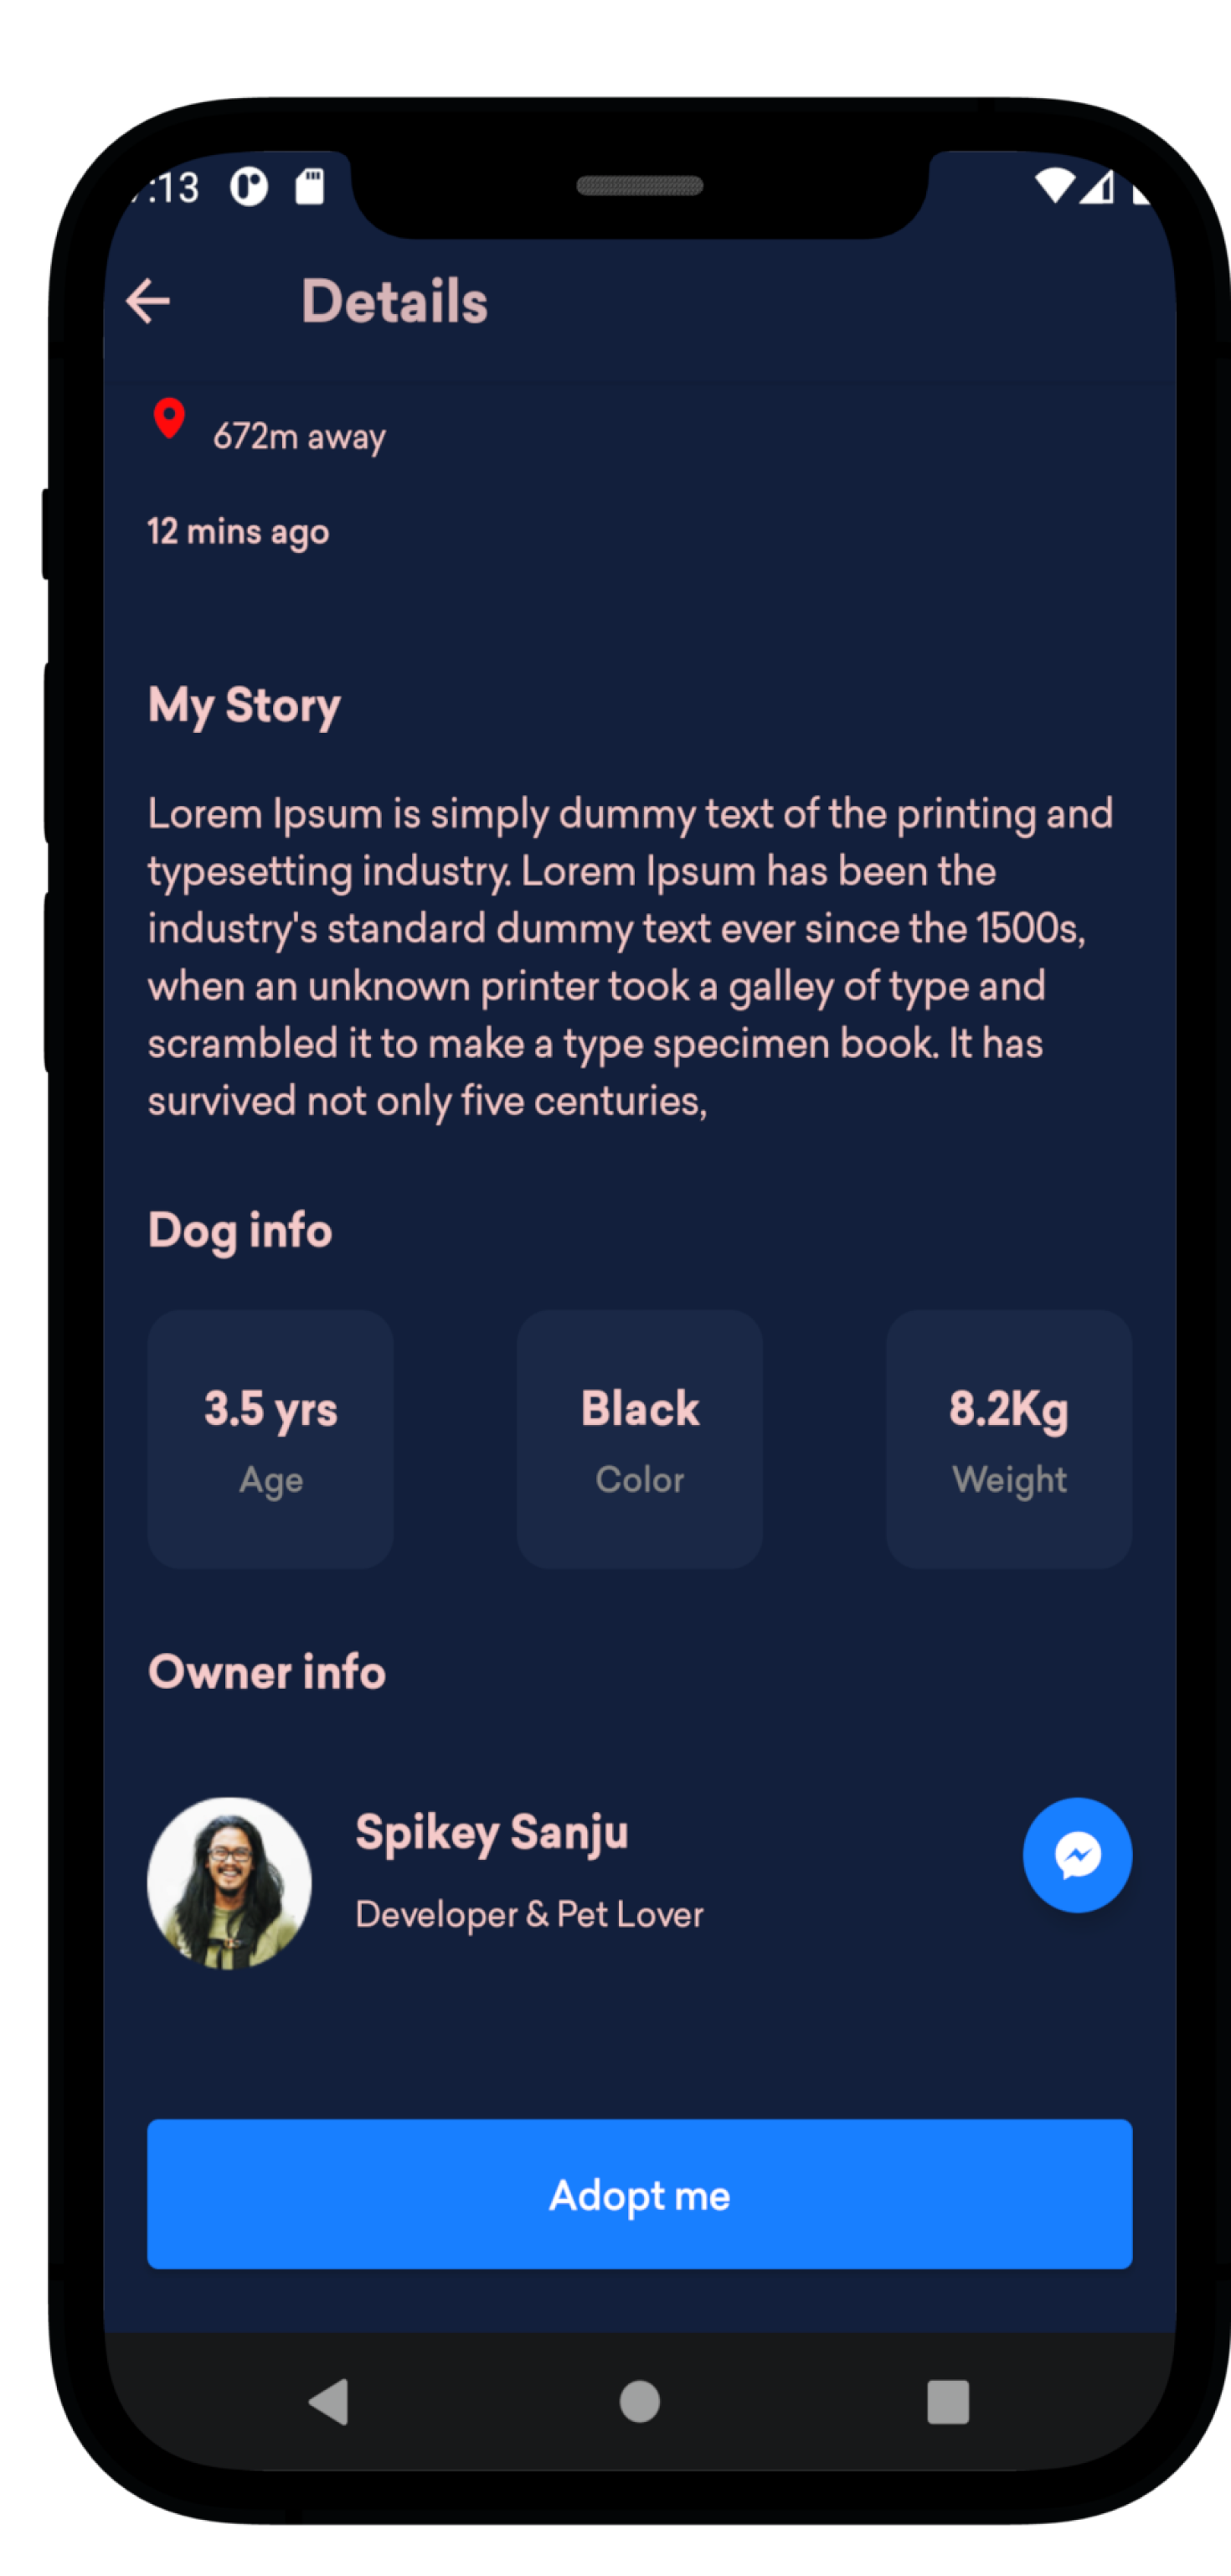 :13
Details
672m away
12 mins ago
My Story
Lorem Ipsum is simply dummy text of the printing and
typesetting industry. Lorem Ipsum has been the
industry's standard dummy text ever since the 1500s,
when an unknown printer took a galley of type and
scrambled it to make a type specimen book. It has
survived not only five centuries,
Dog info
3.5 yrs
Age
Black
Color
8.2Kg
Weight
Owner info
Spikey Sanju
Developer & Pet Lover
Adopt me